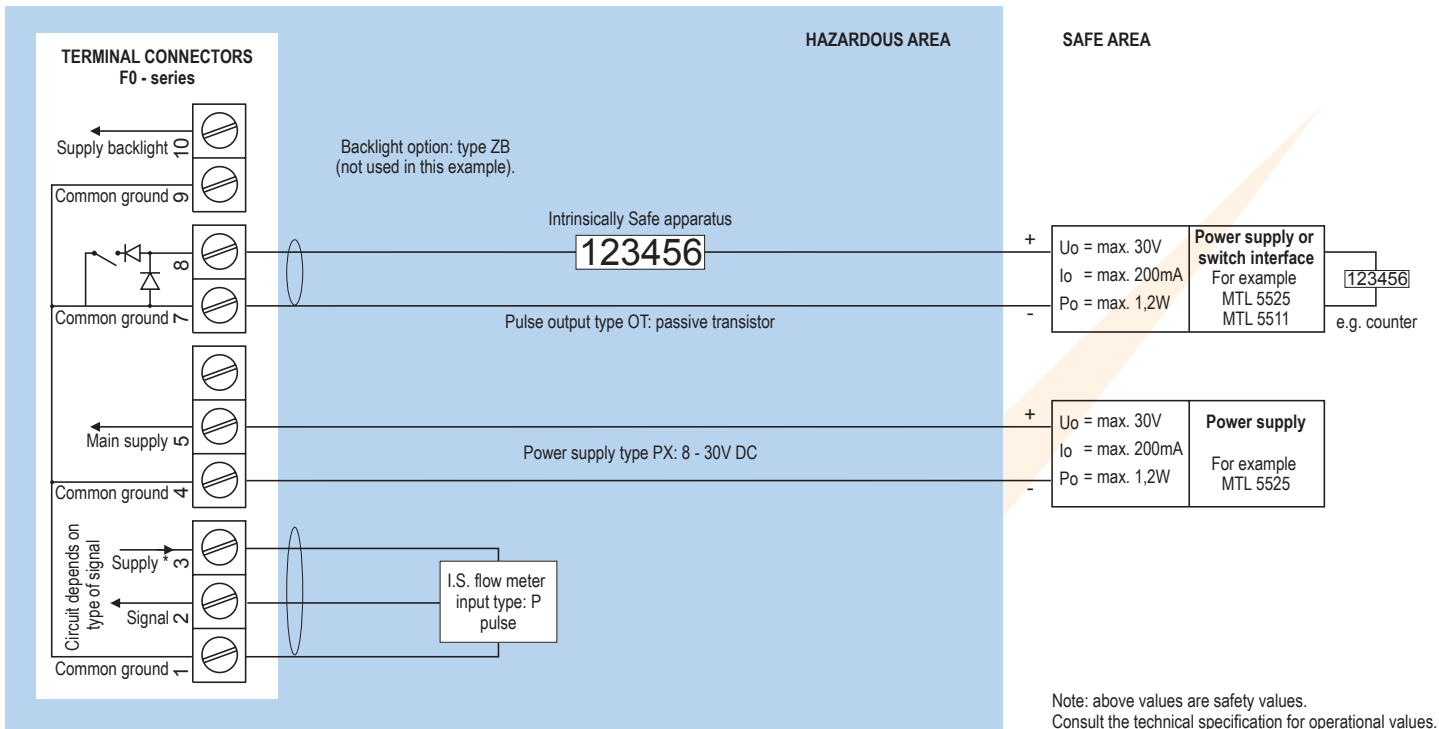 HAZARDOUS AREA
SAFE AREA
TERMINAL CONNECTORS
F0 - series
Supply backlight
10
Common ground
9
8
Common ground
7
Main supply
5
Common ground
4
Circuit depends on
type of signal
Supply *
3
Signal
2
Common ground
1
Backlight option: type ZB
(not used in this example).
Intrinsically Safe apparatus
123456
Pulse output type OT: passive transistor
+
-
Uo = max. 30V
Io = max. 200mA
Po = max. 1,2W
Power supply or
switch interface
For example
MTL 5525
MTL 5511
123456
e.g. counter
Power supply type PX: 8 - 30V DC
+
-
Uo = max. 30V
Io = max. 200mA
Po = max. 1,2W
Power supply
For example
MTL 5525
I.S. flow meter
input type: P
pulse
Note: above values are safety values.
Consult the technical specification for operational values.